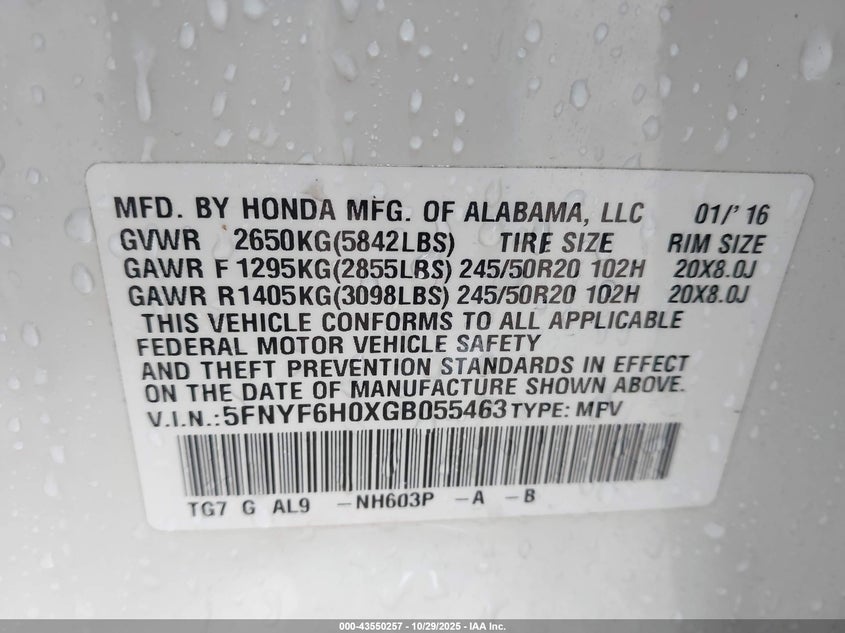 MFD. BY HONDA MFG. OF ALABAMA, LLC 01/'16
GVWR 2650KG(5842LBS) TIRE SIZE RIM SIZE
GAWR F1295KG(2855LBS) 245/50R20 102H 20X8.0J
GAWR R1405KG(3098LBS) 245/50R20 102H 20X8.0J
THIS VEHICLE CONFORMS TO ALL APPLICABLE
FEDERAL MOTOR VEHICLE SAFETY
AND THEFT PREVENTION STANDARDS IN EFFECT
ON THE DATE OF MANUFACTURE SHOWN ABOVE.
V.I.N.:5FNYF6H0XGB055463 TYPE: MPV
TG7 G AL9 -NH603P -A -B
000-43550257 - 10/29/2025 - IAA Inc.